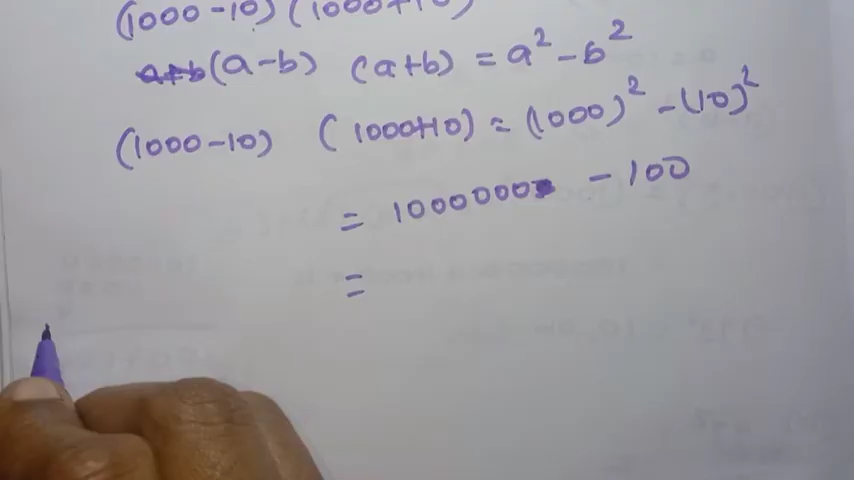 (1000-10) (1000+10)
(a-b) (a+b) = a² - b²
(1000-10) (1000+10) = (1000)² - (10)²
= 1000000 - 100
=